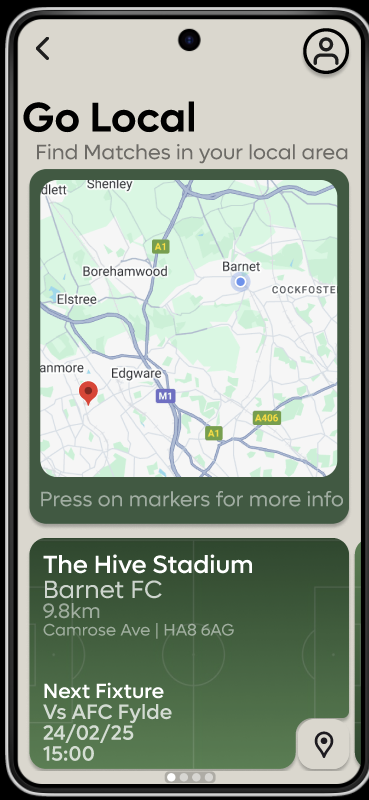 Go Local
Find Matches in your local area
dlett
Shenley
A1
Borehamwood
Barnet
COCKFOSTE
Elstree
anmore
Edgware
M1
A406
A1
Press on markers for more info
The Hive Stadium
Barnet FC
9.8km
Camrose Ave | HA8 6AG
Next Fixture
Vs AFC Fylde
24/02/25
15:00